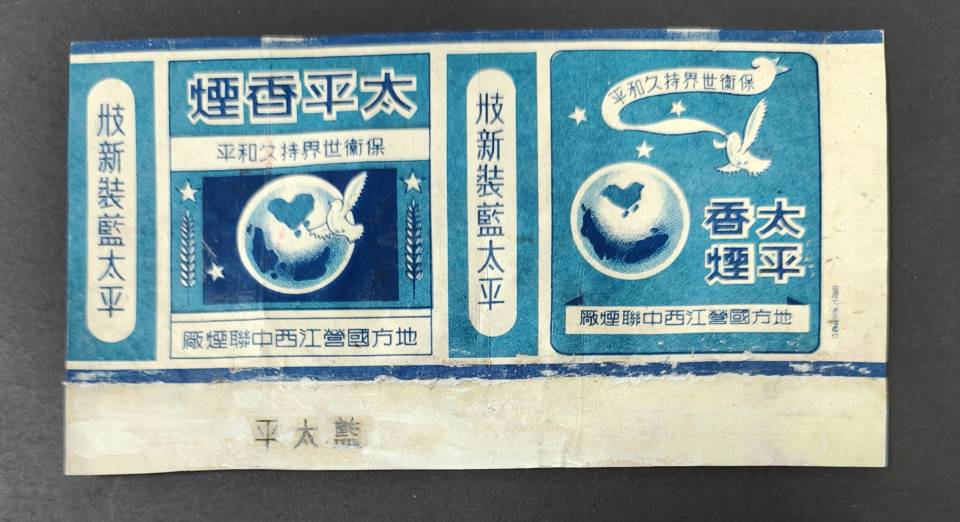 新裝藍太平
太平香煙
保衛世界持久和平
地方國營江西中聯煙廠
新裝藍太平
保衛世界持久和平
太平
香煙
地方國營江西中聯煙廠
藍太平